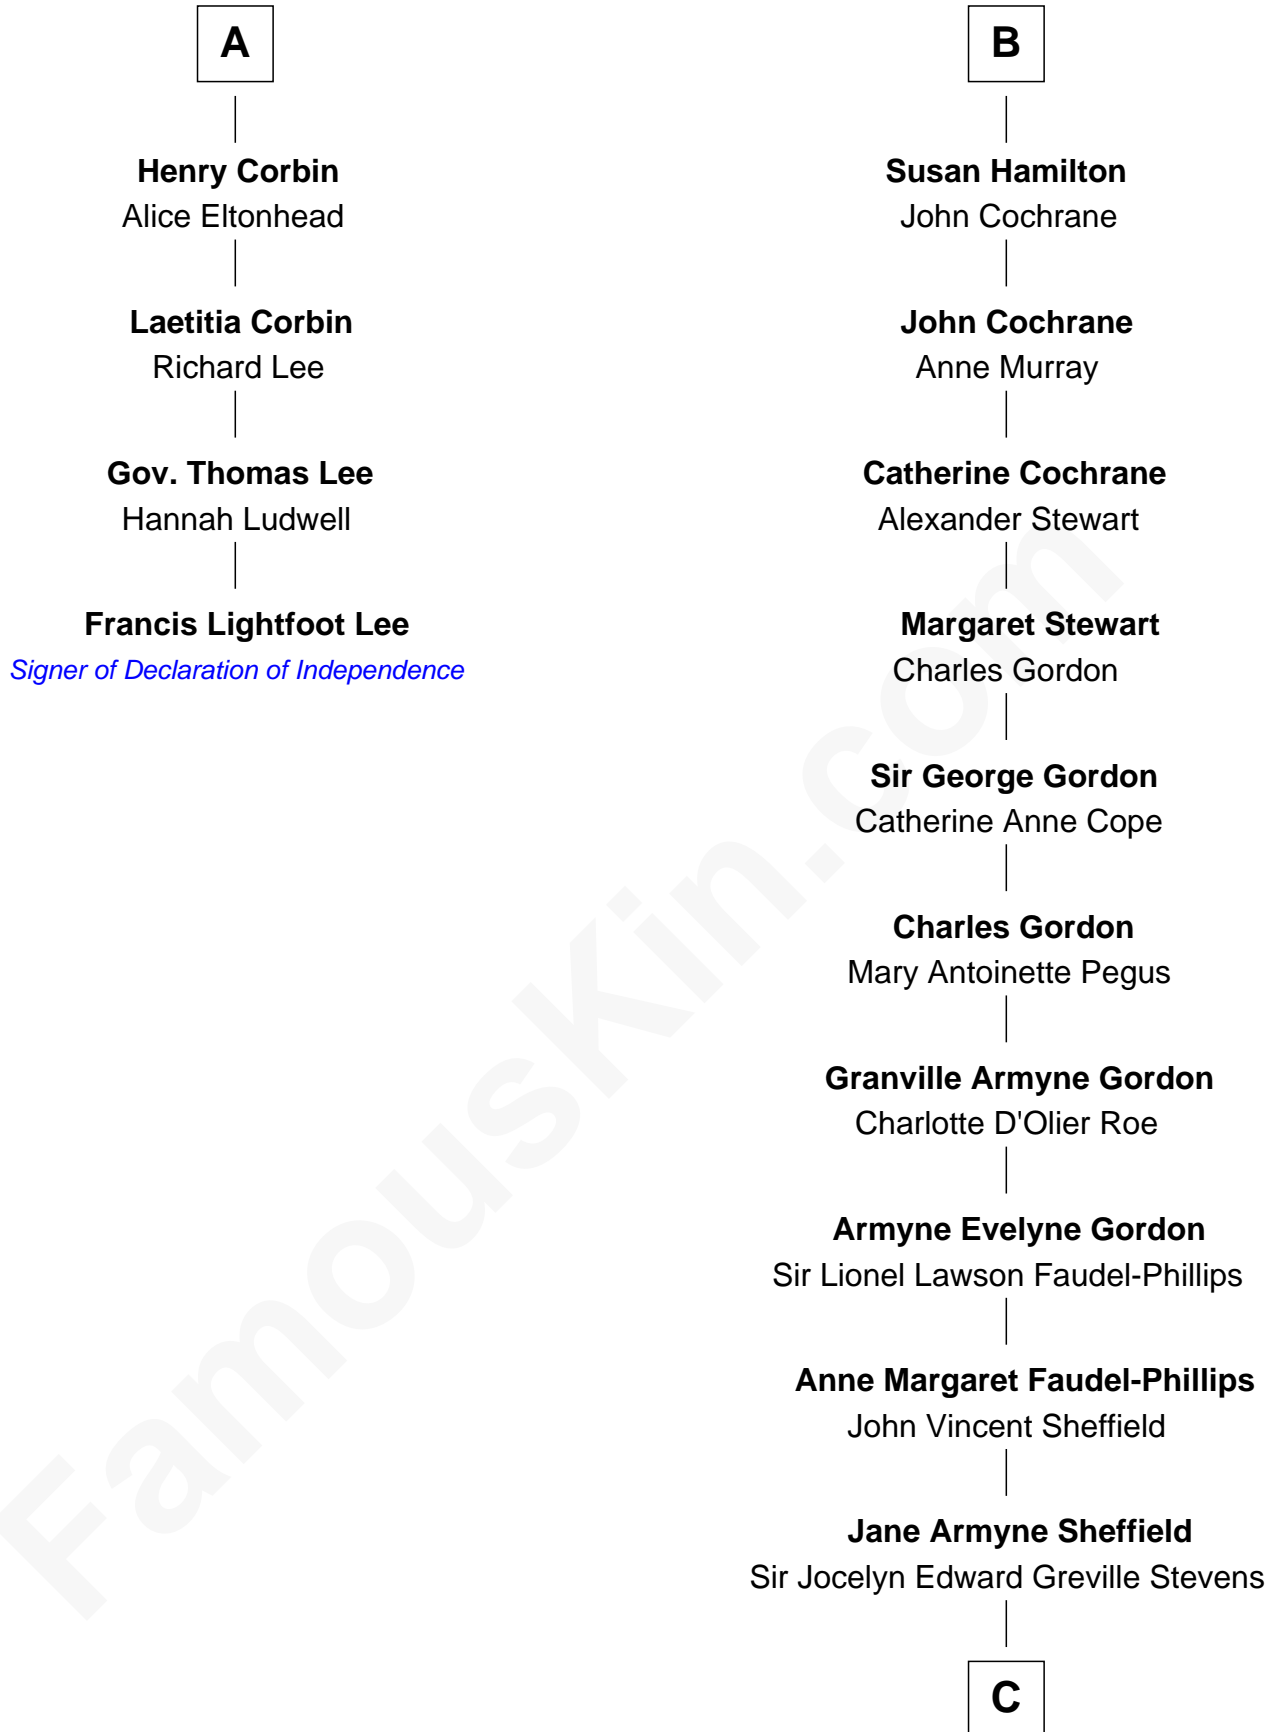 A
Henry Corbin
Alice Eltonhead
Laetitia Corbin
Richard Lee
Gov. Thomas Lee
Hannah Ludwell
Francis Lightfoot Lee
Signer of Declaration of Independence
B
Susan Hamilton
John Cochrane
John Cochrane
Anne Murray
Catherine Cochrane
Alexander Stewart
Margaret Stewart
Charles Gordon
Sir George Gordon
Catherine Anne Cope
Charles Gordon
Mary Antoinette Pegus
Granville Armyne Gordon
Charlotte D'Olier Roe
Armyne Evelyne Gordon
Sir Lionel Lawson Faudel-Phillips
Anne Margaret Faudel-Phillips
John Vincent Sheffield
Jane Armyne Sheffield
Sir Jocelyn Edward Greville Stevens
C
FamousKin.com